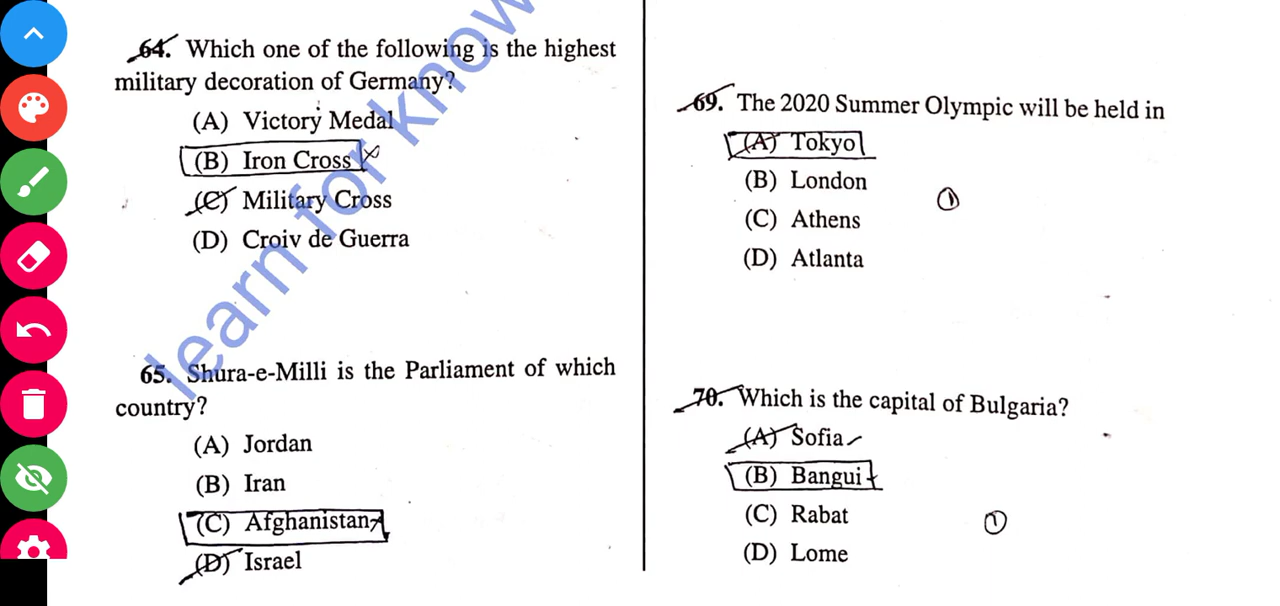 64. Which one of the following is the highest
military decoration of Germany?
(A) Victory Medal
(B) Iron Cross
(C) Military Cross
(D) Croiv de Guerra
65. Shura-e-Milli is the Parliament of which
country?
(A) Jordan
(B) Iran
(C) Afghanistan
(D) Israel
learn for know
69. The 2020 Summer Olympic will be held in
(A) Tokyo
(B) London
(C) Athens
(D) Atlanta
1
70. Which is the capital of Bulgaria?
(A) Sofia
(B) Bangui
(C) Rabat
(D) Lome
1